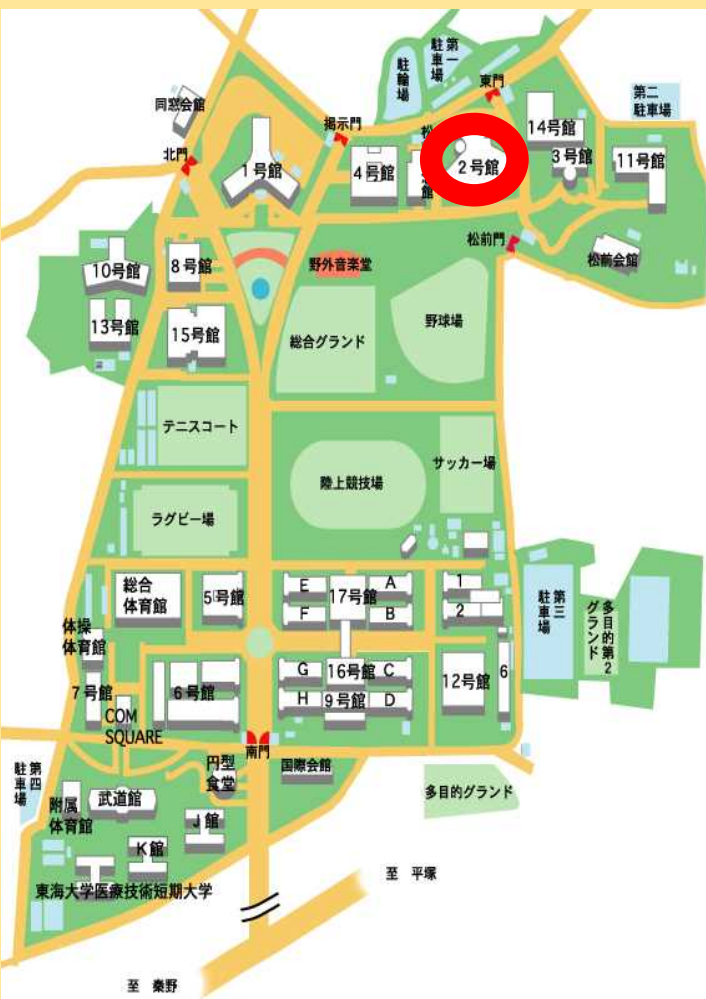 第一
駐車場
駐輪場
東門
第二
駐車場
同窓会館
掲示門
松
14号館
北門
1号館
4号館
2号館
3号館
11号館
館
松前門
松前会館
10号館
8号館
野外音楽堂
13号館
15号館
総合グランド
野球場
テニスコート
サッカー場
陸上競技場
ラグビー場
総合
体育館
5号館
E
A
17号館
F
B
1
2
第三
駐車場
多目的第2
グランド
体操
体育館
7号館
6号館
G
16号館
C
H
9号館
D
12号館
6
COM
SQUARE
南門
円型
食堂
国際会館
第四
駐車場
附属
体育館
武道館
J館
K館
多目的グランド
東海大学医療技術短期大学
至 平塚
至 秦野